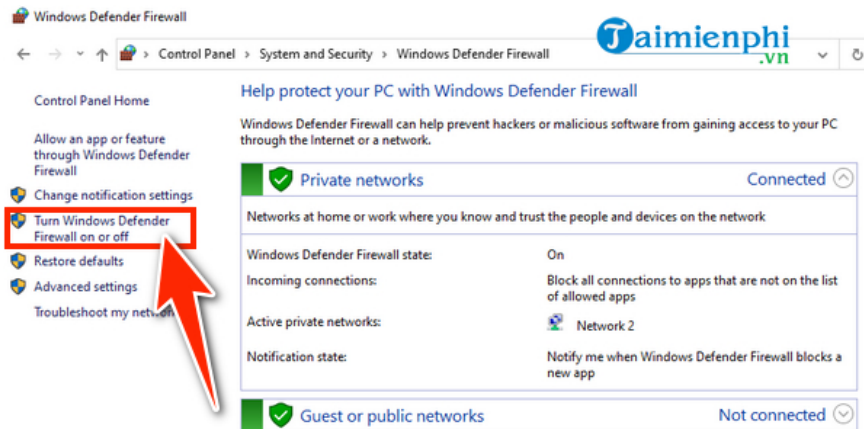 Windows Defender Firewall
Control Panel > System and Security > Windows Defender Firewall
Taimienphi
.vn
Control Panel Home
Allow an app or feature
through Windows Defender
Firewall
Change notification settings
Turn Windows Defender
Firewall on or off
Restore defaults
Advanced settings
Troubleshoot my network
Help protect your PC with Windows Defender Firewall
Windows Defender Firewall can help prevent hackers or malicious software from gaining access to your PC
through the Internet or a network.
Private networks Connected
Networks at home or work where you know and trust the people and devices on the network
Windows Defender Firewall state: On
Incoming connections: Block all connections to apps that are not on the list
of allowed apps
Active private networks: Network 2
Notification state: Notify me when Windows Defender Firewall blocks a
new app
Guest or public networks Not connected